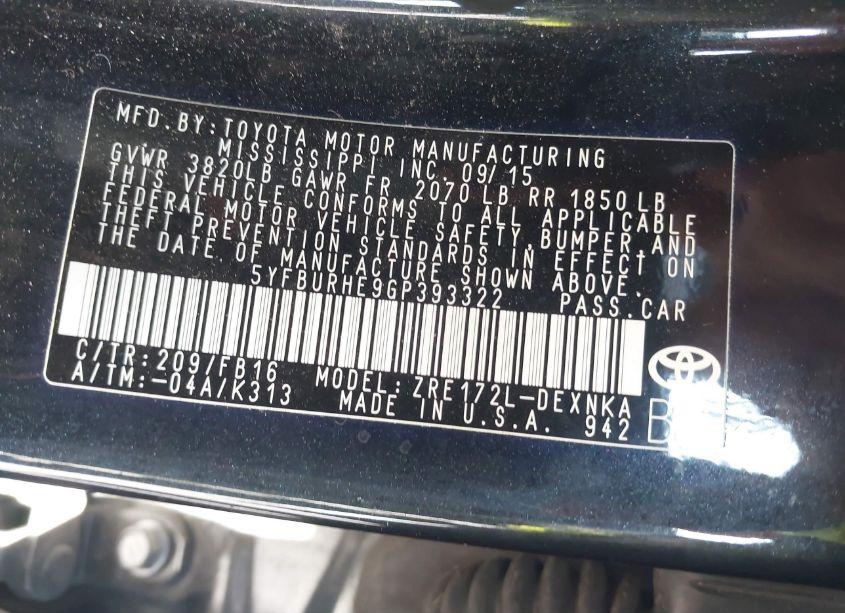 MFD.BY:TOYOTA MOTOR MANUFACTURING
MISSISSIPPI, INC. 09/15
GVWR 3820LB GAWR FR 2070 LB RR 1850 LB
THIS VEHICLE CONFORMS TO ALL APPLICABLE
FEDERAL MOTOR VEHICLE SAFETY,BUMPER,AND
THEFT PREVENTION STANDARDS IN EFFECT ON
THE DATE OF MANUFACTURE SHOWN ABOVE.
5YFBURHE9GP393322 PASS.CAR
C/TR:209/FB16 MODEL:ZRE172L-DEXNKA
A/TM:-04A/K313 MADE IN U.S.A. 942